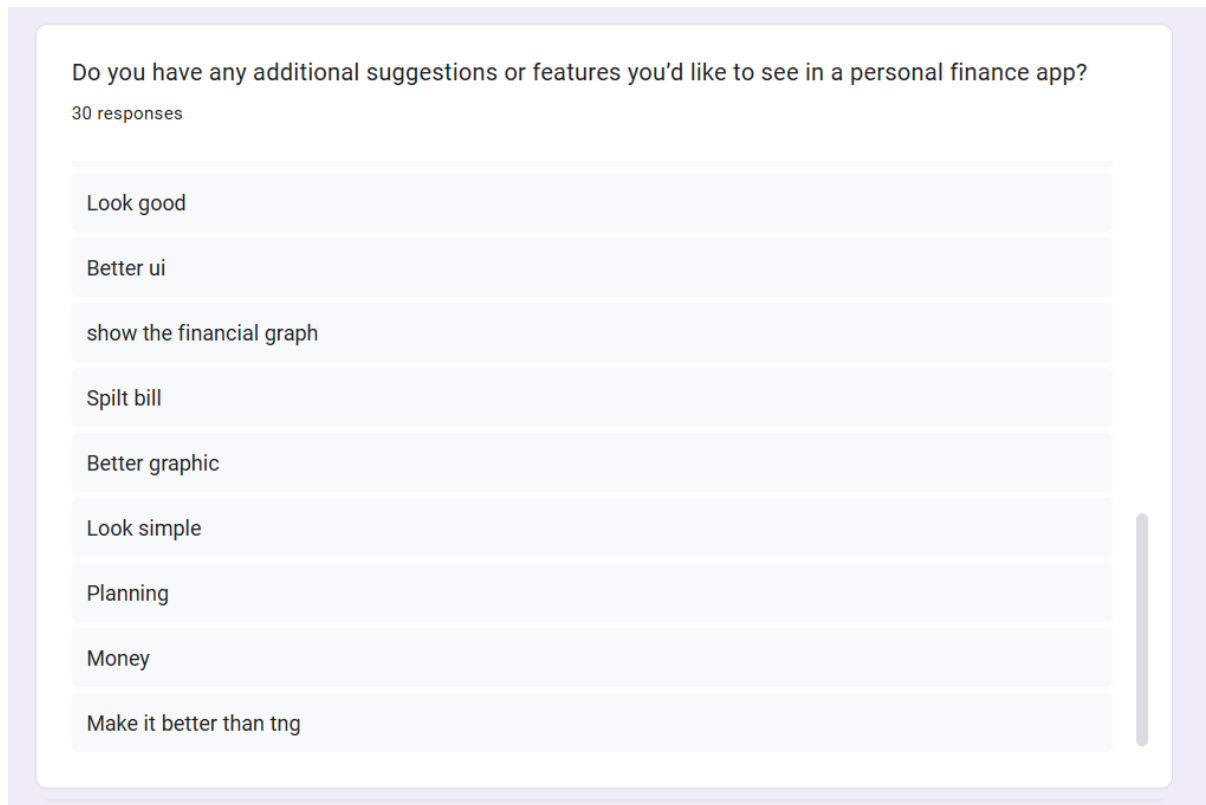 Do you have any additional suggestions or features you’d like to see in a personal finance app?
30 responses
Look good
Better ui
show the financial graph
Spilt bill
Better graphic
Look simple
Planning
Money
Make it better than tng